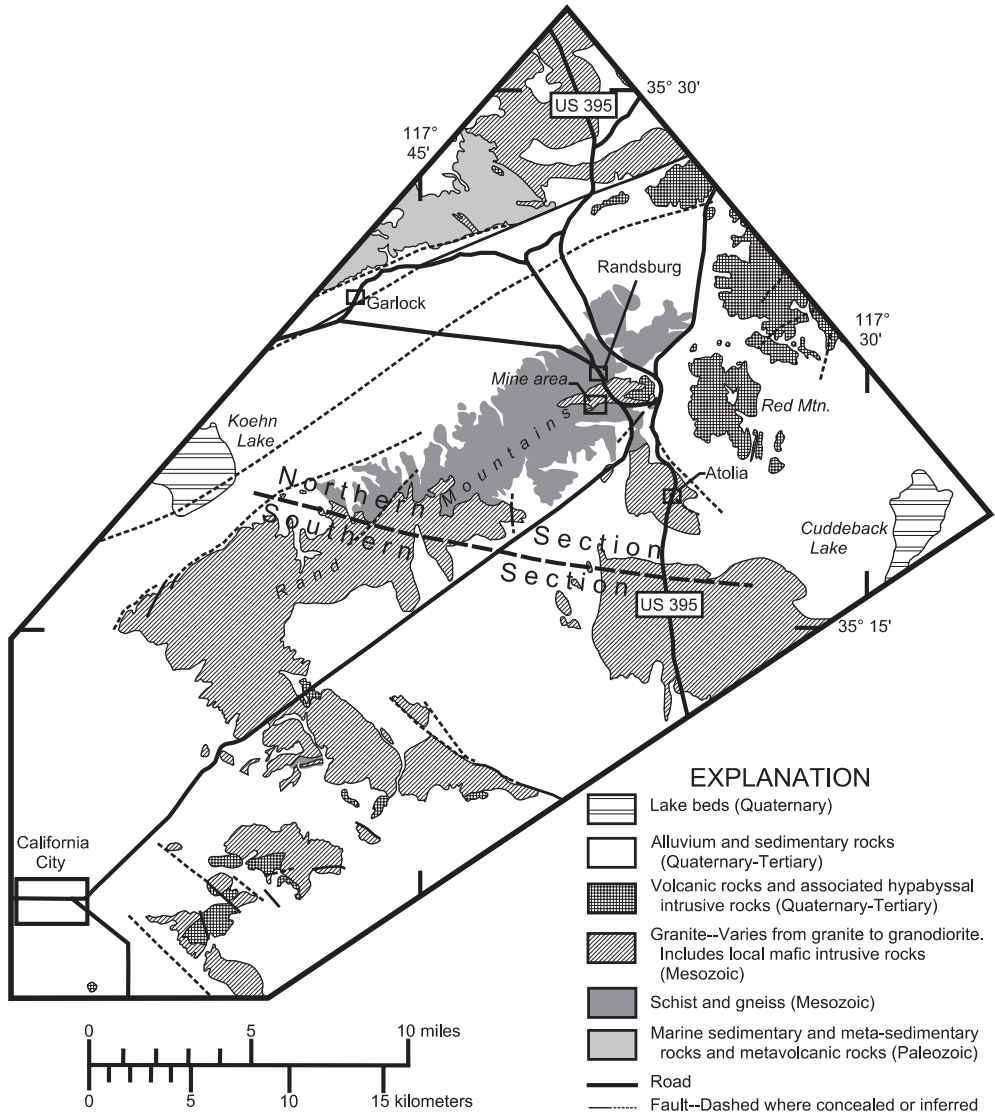 US 395
35° 30'
117°
45'
Randsburg
Garlock
117°
30'
Mine area
Red Mtn.
Koehn
Lake
Mountains
Northern
Atolia
Southern
Section
Cuddeback
Lake
Rand
Section
US 395
35° 15'
EXPLANATION
Lake beds (Quaternary)
California
City
Alluvium and sedimentary rocks
(Quaternary-Tertiary)
Volcanic rocks and associated hypabyssal
intrusive rocks (Quaternary-Tertiary)
Granite--Varies from granite to granodiorite.
Includes local mafic intrusive rocks
(Mesozoic)
Schist and gneiss (Mesozoic)
Marine sedimentary and meta-sedimentary
rocks and metavolcanic rocks (Paleozoic)
Road
Fault--Dashed where concealed or inferred
0 5 10 miles
0 5 10 15 kilometers